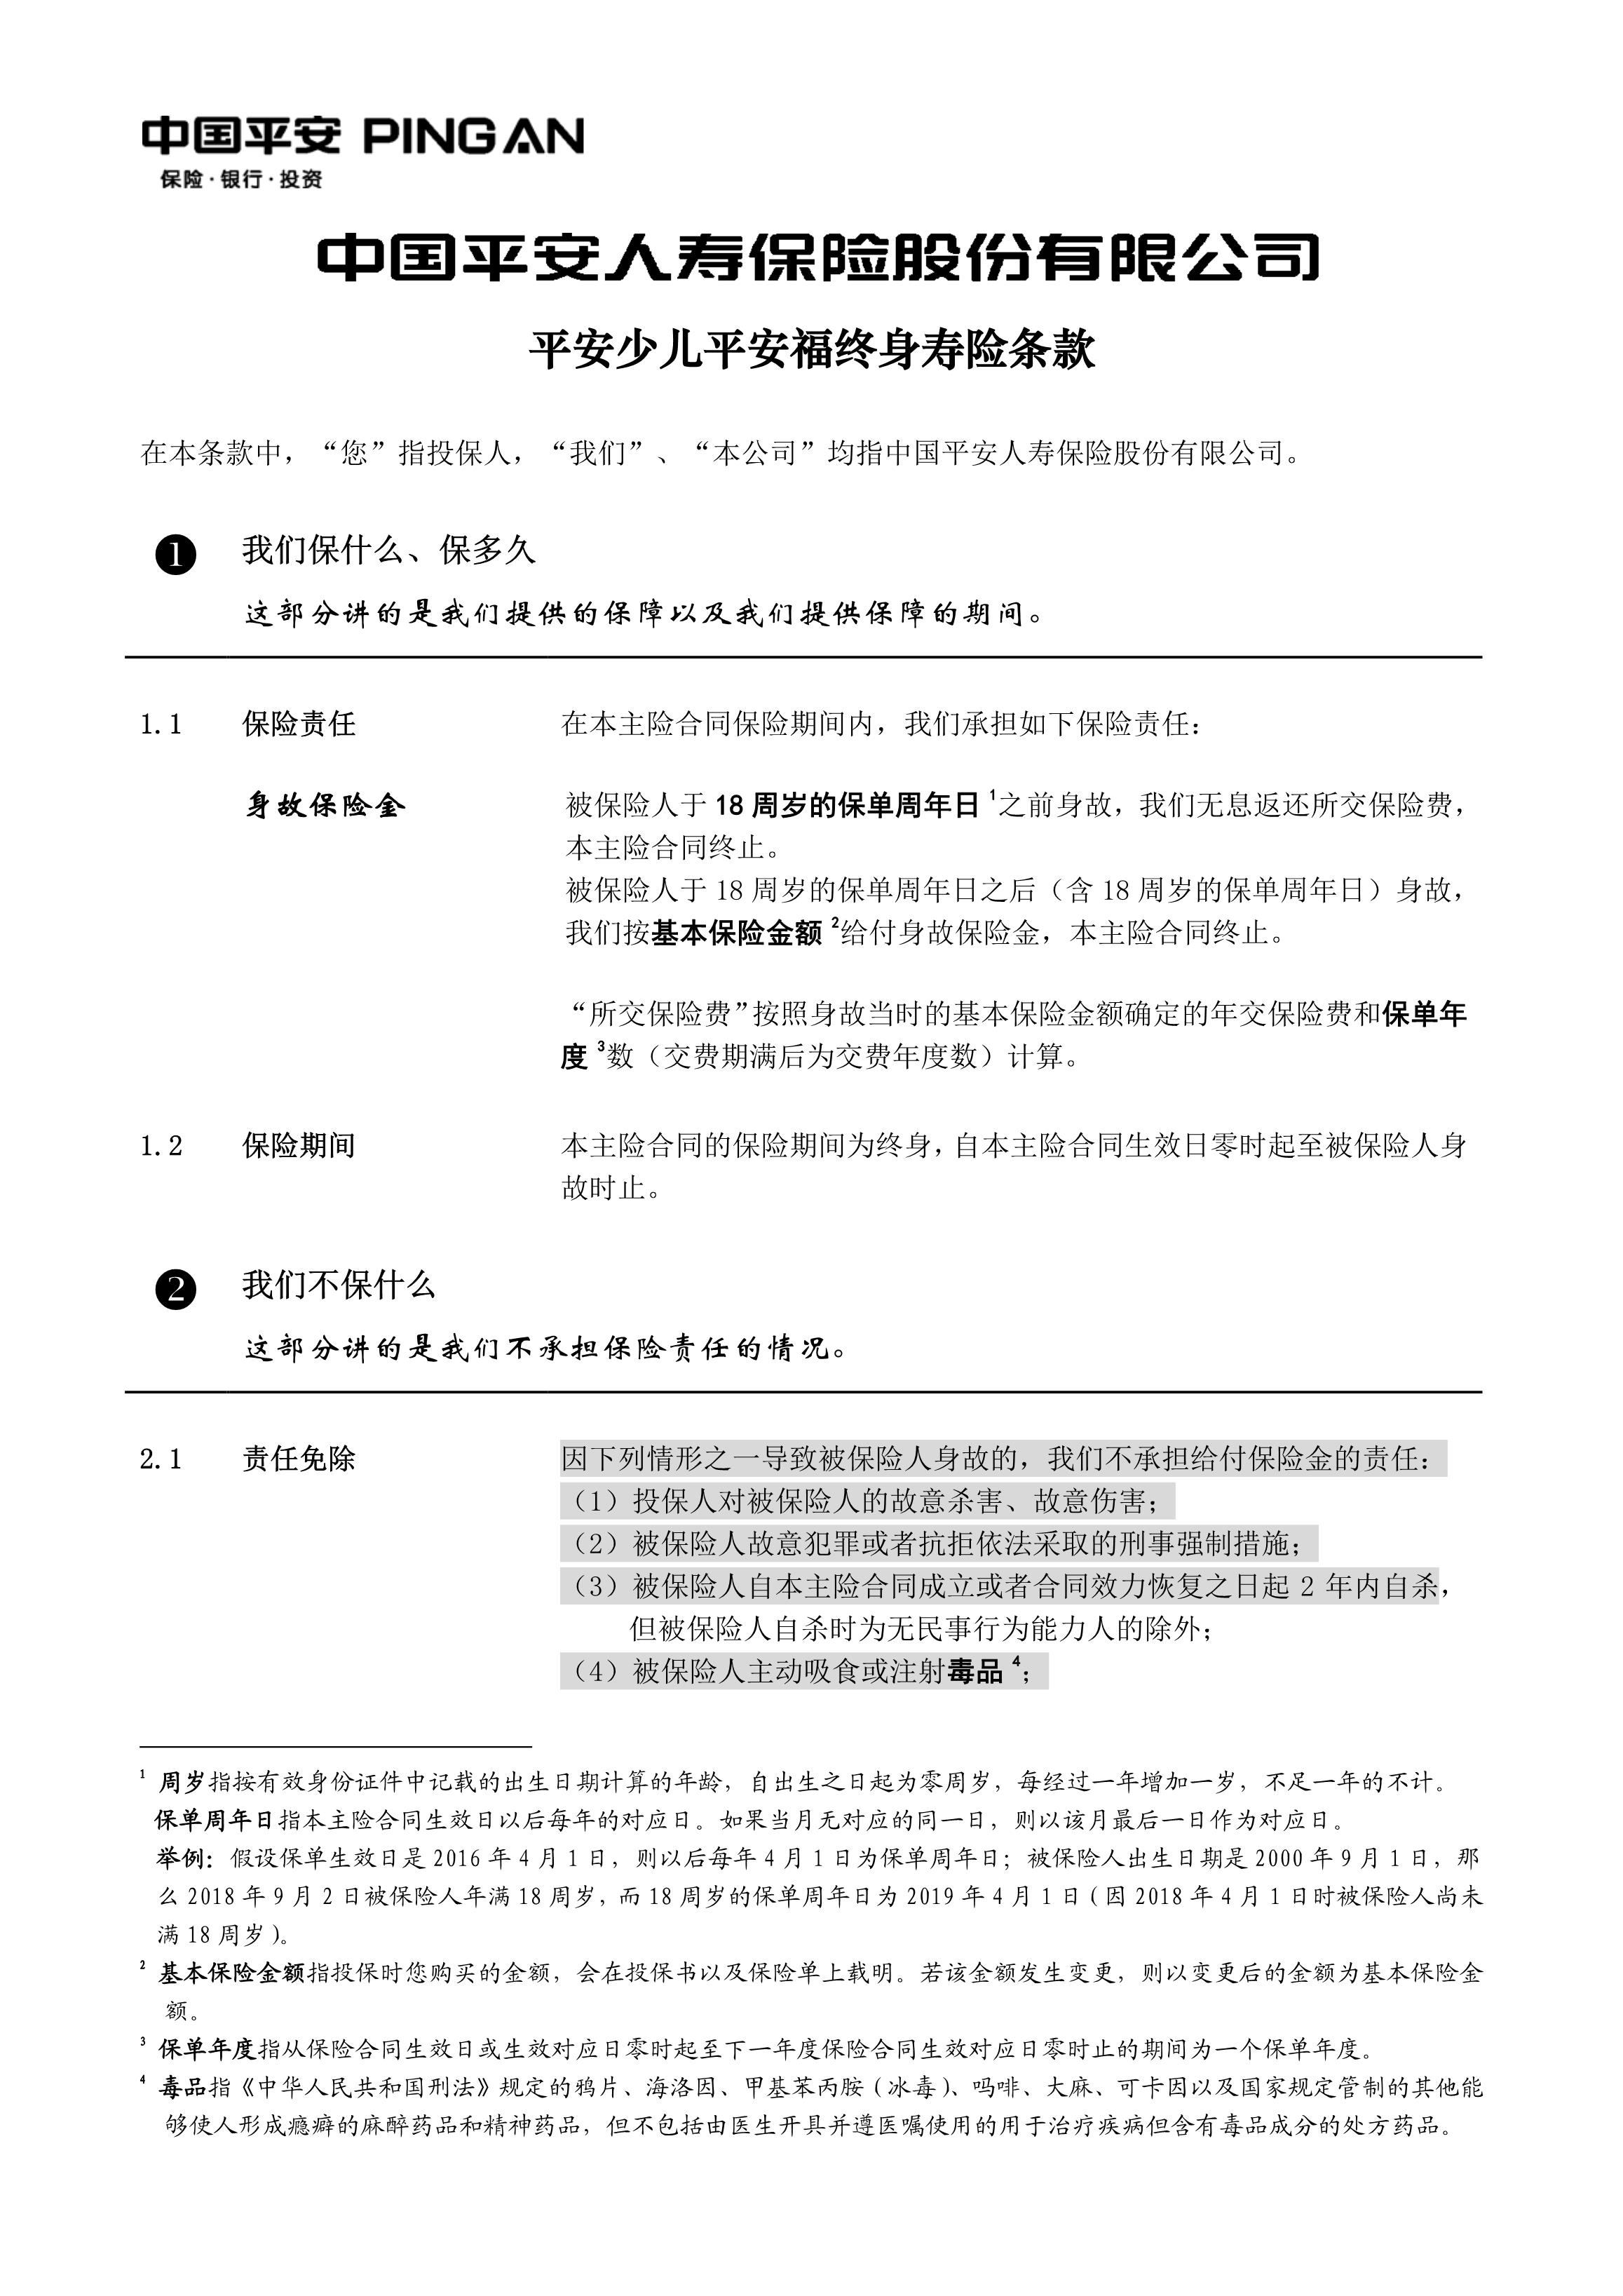 中国平安 PINGAN
保险·银行·投资
中国平安人寿保险股份有限公司
平安少儿平安福终身寿险条款
在本条款中，“您”指投保人，“我们”、“本公司”均指中国平安人寿保险股份有限公司。
❶ 我们保什么、保多久
这部分讲的是我们提供的保障以及我们提供保障的期间。
1.1 保险责任 在本主险合同保险期间内，我们承担如下保险责任：
身故保险金 被保险人于 18 周岁的保单周年日 1之前身故，我们无息返还所交保险费，
本主险合同终止。
被保险人于 18 周岁的保单周年日之后（含 18 周岁的保单周年日）身故，
我们按基本保险金额 2给付身故保险金，本主险合同终止。
“所交保险费”按照身故当时的基本保险金额确定的年交保险费和保单年
度 3数（交费期满后为交费年度数）计算。
1.2 保险期间 本主险合同的保险期间为终身，自本主险合同生效日零时起至被保险人身
故时止。
❷ 我们不保什么
这部分讲的是我们不承担保险责任的情况。
2.1 责任免除 因下列情形之一导致被保险人身故的，我们不承担给付保险金的责任：
（1）投保人对被保险人的故意杀害、故意伤害；
（2）被保险人故意犯罪或者抗拒依法采取的刑事强制措施；
（3）被保险人自本主险合同成立或者合同效力恢复之日起 2 年内自杀，
但被保险人自杀时为无民事行为能力人的除外；
（4）被保险人主动吸食或注射毒品 4；
1 周岁指按有效身份证件中记载的出生日期计算的年龄，自出生之日起为零周岁，每经过一年增加一岁，不足一年的不计。
保单周年日指本主险合同生效日以后每年的对应日。如果当月无对应的同一日，则以该月最后一日作为对应日。
举例：假设保单生效日是 2016 年 4 月 1 日，则以后每年 4 月 1 日为保单周年日；被保险人出生日期是 2000 年 9 月 1 日，那
么 2018 年 9 月 2 日被保险人年满 18 周岁，而 18 周岁的保单周年日为 2019 年 4 月 1 日（因 2018 年 4 月 1 日时被保险人尚未
满 18 周岁）。
2 基本保险金额指投保时您购买的金额，会在投保书以及保险单上载明。若该金额发生变更，则以变更后的金额为基本保险金
额。
3 保单年度指从保险合同生效日或生效对应日零时起至下一年度保险合同生效对应日零时止的期间为一个保单年度。
4 毒品指《中华人民共和国刑法》规定的鸦片、海洛因、甲基苯丙胺（冰毒）、吗啡、大麻、可卡因以及国家规定管制的其他能
够使人形成瘾癖的麻醉药品和精神药品，但不包括由医生开具并遵医嘱使用的用于治疗疾病但含有毒品成分的处方药品。